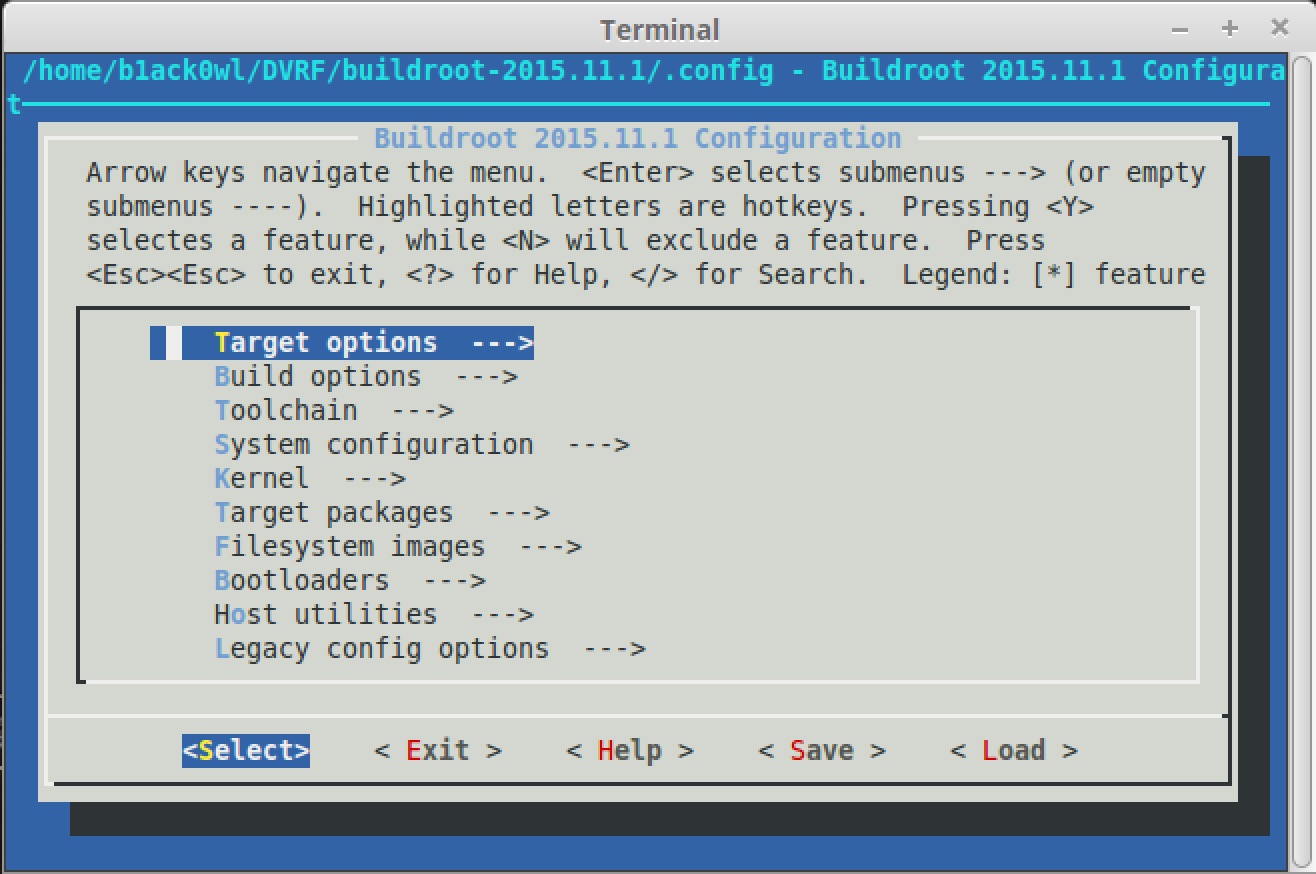 Terminal
/home/b1ack0wl/DVRF/buildroot-2015.11.1/.config - Buildroot 2015.11.1 Configura
t
Buildroot 2015.11.1 Configuration
Arrow keys navigate the menu.  <Enter> selects submenus ---> (or empty
submenus ----).  Highlighted letters are hotkeys.  Pressing <Y>
selectes a feature, while <N> will exclude a feature.  Press
<Esc><Esc> to exit, <?> for Help, </> for Search.  Legend: [*] feature
Target options  --->
Build options  --->
Toolchain  --->
System configuration  --->
Kernel  --->
Target packages  --->
Filesystem images  --->
Bootloaders  --->
Host utilities  --->
Legacy config options  --->
<Select>    < Exit >    < Help >    < Save >    < Load >